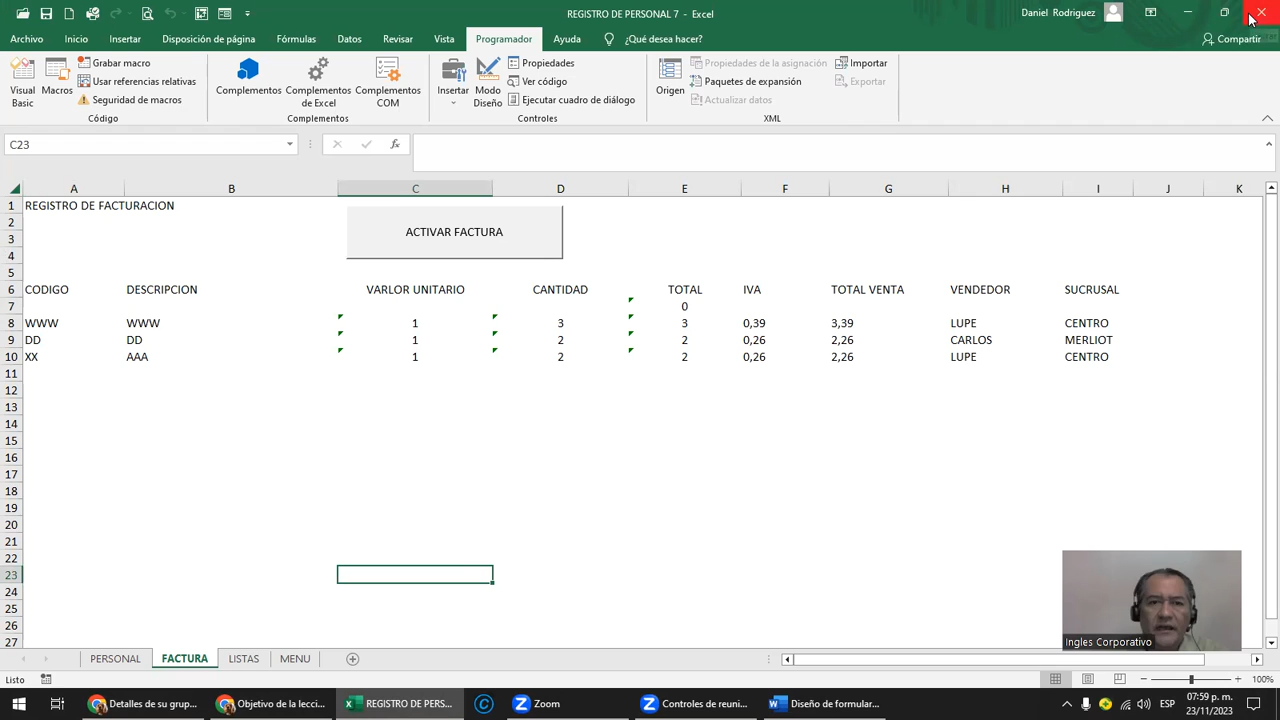 REGISTRO DE PERSONAL 7 - Excel
Daniel Rodriguez
Archivo Inicio Insertar Disposición de página Fórmulas Datos Revisar Vista Programador Ayuda ¿Qué desea hacer? Compartir
Visual Basic
Macros
Grabar macro
Usar referencias relativas
Seguridad de macros
Código
Complementos
Complementos de Excel
Complementos COM
Complementos
Insertar
Modo Diseño
Propiedades
Ver código
Ejecutar cuadro de diálogo
Controles
Origen
Propiedades de la asignación
Paquetes de expansión
Actualizar datos
Importar
Exportar
XML
C23
fx
A B C D E F G H I J K
1 REGISTRO DE FACTURACION
2
ACTIVAR FACTURA
3
4
5
6 CODIGO DESCRIPCION VARLOR UNITARIO CANTIDAD TOTAL IVA TOTAL VENTA VENDEDOR SUCRUSAL
7 0
8 WWW WWW 1 3 3 0,39 3,39 LUPE CENTRO
9 DD DD 1 2 2 0,26 2,26 CARLOS MERLIOT
10 XX AAA 1 2 2 0,26 2,26 LUPE CENTRO
11
12
13
14
15
16
17
18
19
20
21
22
23
24
25
26
27
Ingles Corporativo
PERSONAL FACTURA LISTAS MENU
Listo
100%
Detalles de su grup...
Objetivo de la lecci...
REGISTRO DE PERS...
Zoom
Controles de reuni...
Diseño de formular...
ESP
07:59 p. m.
23/11/2023